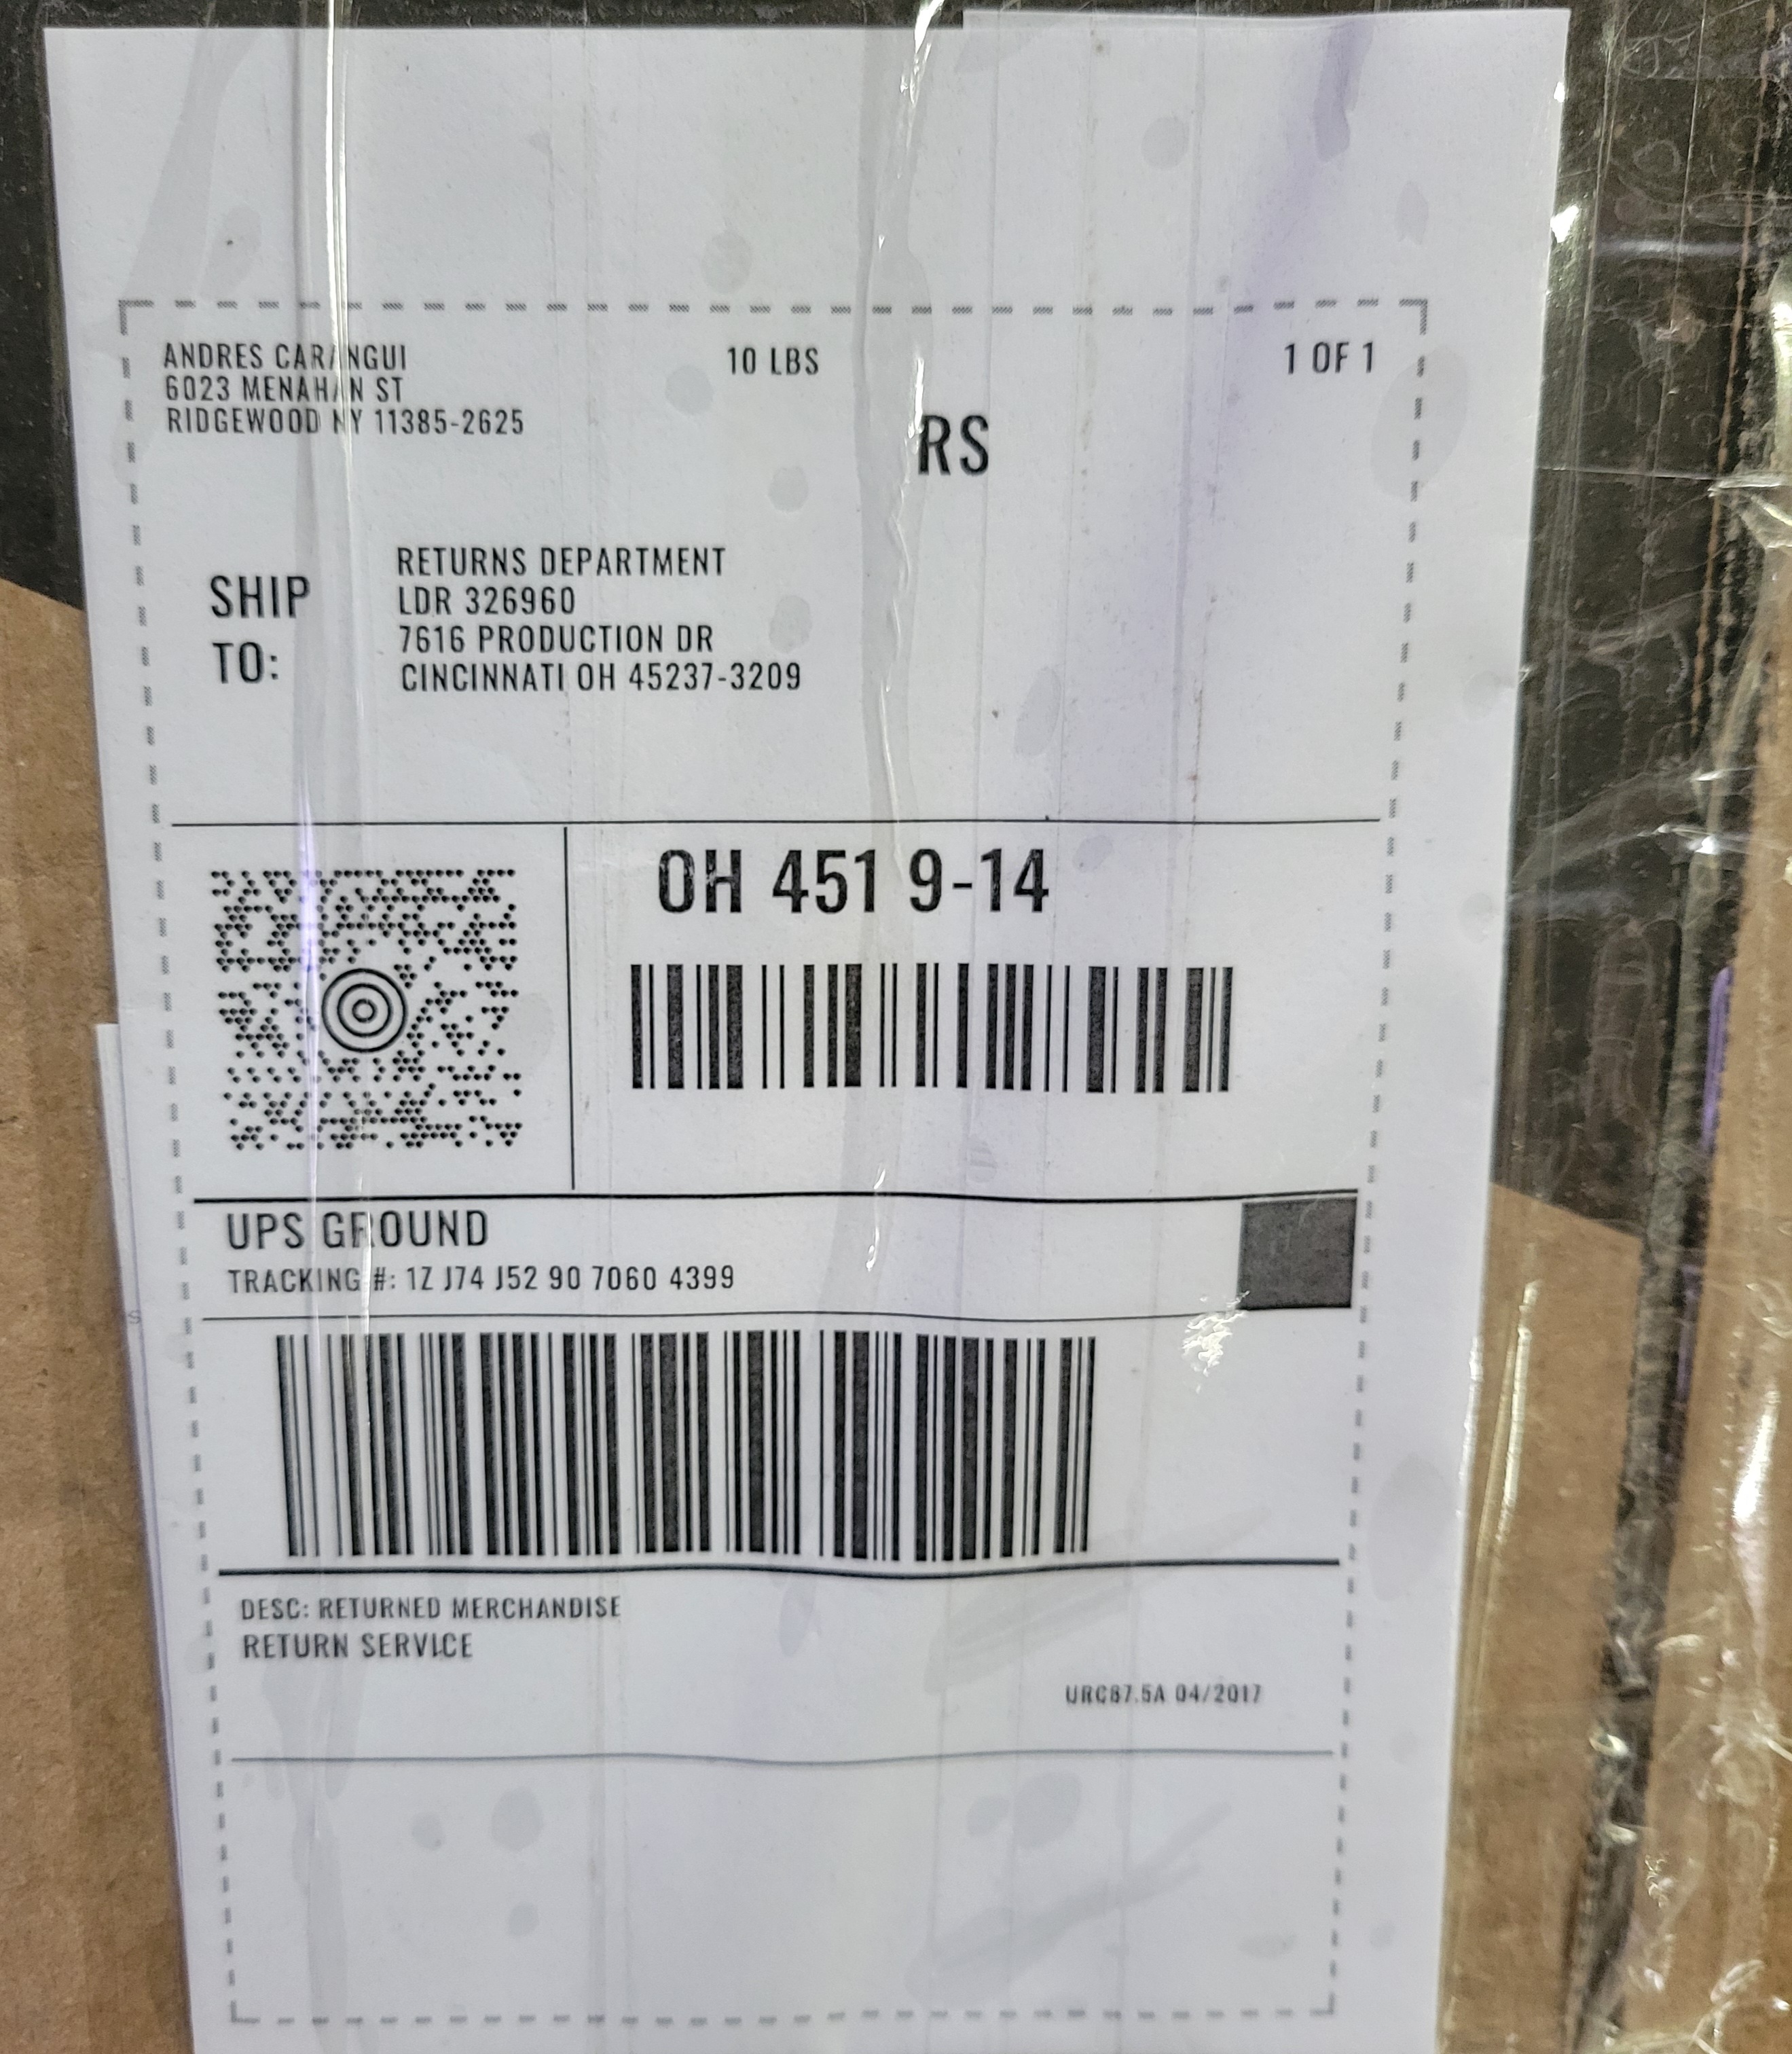 ANDRES CARANGUI
6023 MENAHAN ST
RIDGEWOOD NY 11385-2625
10 LBS
1 OF 1
RS
SHIP TO:
RETURNS DEPARTMENT
LDR 326960
7616 PRODUCTION DR
CINCINNATI OH 45237-3209
OH 451 9-14
UPS GROUND
TRACKING #: 1Z J74 J52 90 7060 4399
DESC: RETURNED MERCHANDISE
RETURN SERVICE
URC87.5A 04/2017